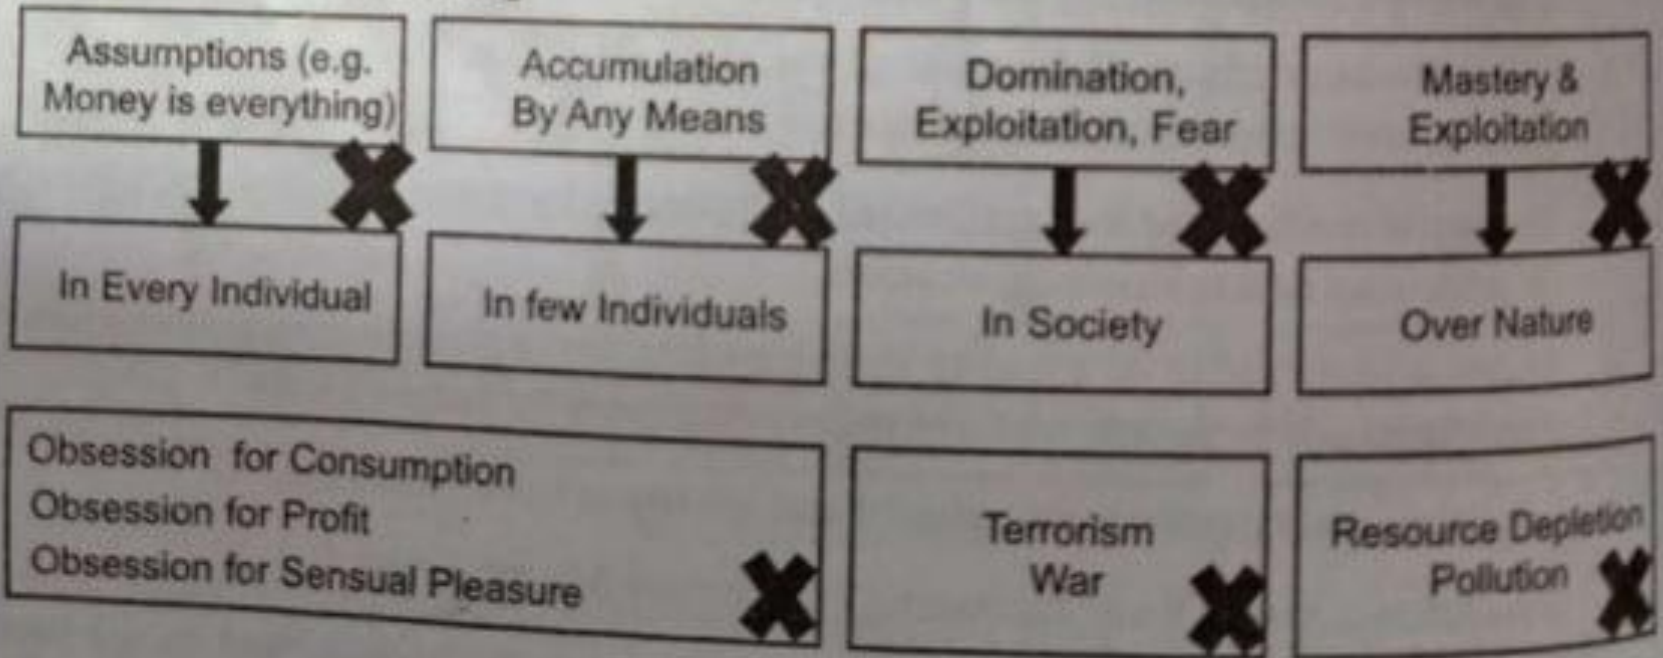 Assumptions (e.g.
Money is everything)
Accumulation
By Any Means
Domination,
Exploitation, Fear
Mastery &
Exploitation
In Every Individual
In few Individuals
In Society
Over Nature
Obsession for Consumption
Obsession for Profit
Obsession for Sensual Pleasure
Terrorism
War
Resource Depletion
Pollution